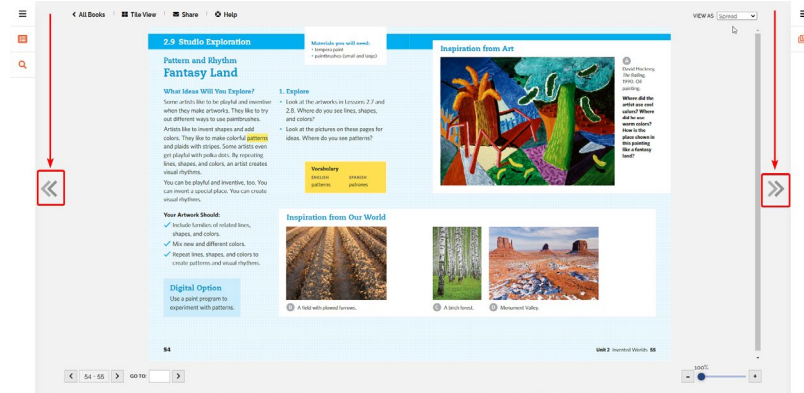 All Books
Tile View
Share
Help
VIEW AS Spread
2.9 Studio Exploration
Pattern and Rhythm
Fantasy Land
What Ideas Will You Explore?
Some artists like to be playful and inventive
when they make artworks. They like to try
out different ways to use paintbrushes.
Artists like to invent shapes and add
colors. They like to make colorful patterns
and plaids with stripes. Some artists even
get playful with polka dots. By repeating
lines, shapes, and colors, an artist creates
visual rhythms.
You can be playful and inventive, too. You
can invent a special place. You can create
visual rhythms.
Your Artwork Should:
Include families of related lines,
shapes, and colors.
Mix new and different colors.
Repeat lines, shapes, and colors to
create patterns and visual rhythms.
Digital Option
Use a paint program to
experiment with patterns.
Materials you will need:
• tempera paint
• paintbrushes (small and large)
1. Explore
• Look at the artworks in Lessons 2.7 and
2.8. Where do you see lines, shapes,
and colors?
• Look at the pictures on these pages for
ideas. Where do you see patterns?
Vocabulary
ENGLISH SPANISH
patterns patrones
Inspiration from Art
A
David Hockney,
The Railing,
1990. Oil
painting.
Where did the
artist use cool
colors? Where
did he use
warm colors?
How is the
place shown in
this painting
like a fantasy
land?
Inspiration from Our World
B A field with plowed furrows.
C A birch forest.
D Monument Valley.
54
Unit 2 Invented Worlds 55
54 - 55
GO TO:
100%